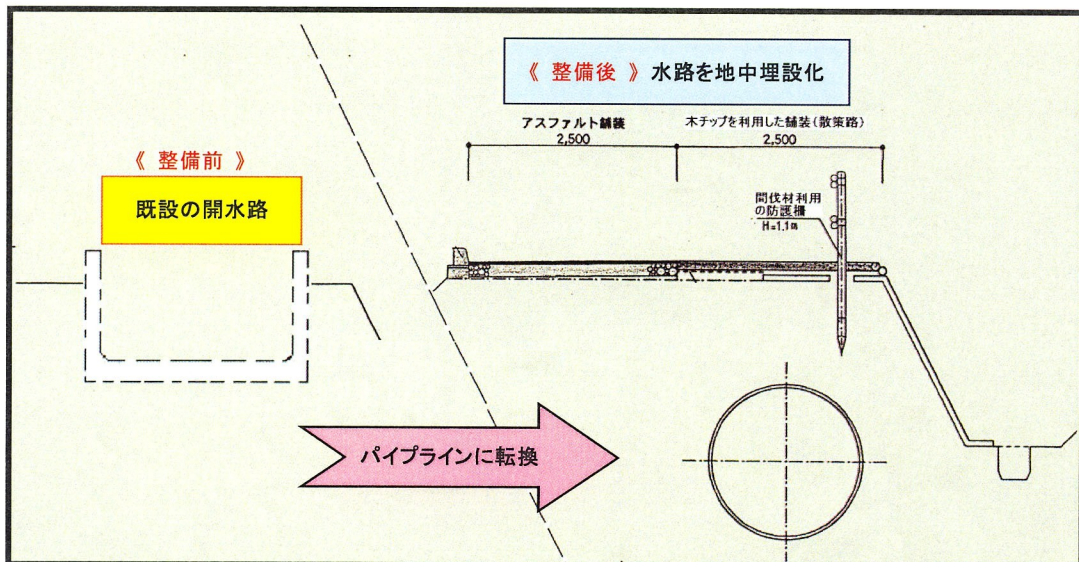 《 整備前 》
既設の開水路
パイプラインに転換
《 整備後 》 水路を地中埋設化
アスファルト舗装
2,500
木チップを利用した舗装(散策路)
2,500
間伐材利用
の防護柵
H=1.1m